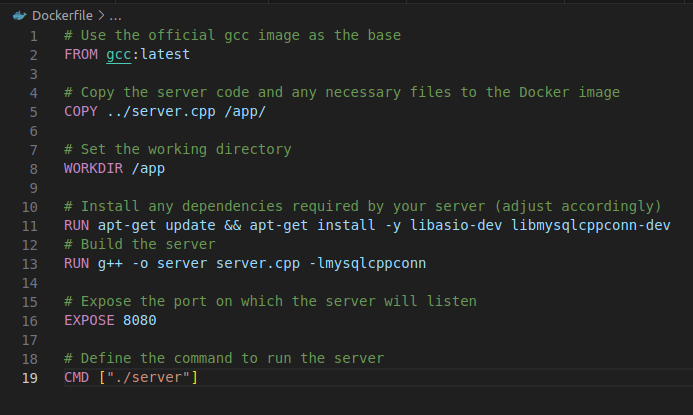 Dockerfile > ...
1 # Use the official gcc image as the base
2 FROM gcc:latest
3
4 # Copy the server code and any necessary files to the Docker image
5 COPY ../server.cpp /app/
6
7 # Set the working directory
8 WORKDIR /app
9
10 # Install any dependencies required by your server (adjust accordingly)
11 RUN apt-get update && apt-get install -y libasio-dev libmysqlcppconn-dev
12 # Build the server
13 RUN g++ -o server server.cpp -lmysqlcppconn
14
15 # Expose the port on which the server will listen
16 EXPOSE 8080
17
18 # Define the command to run the server
19 CMD ["./server"]